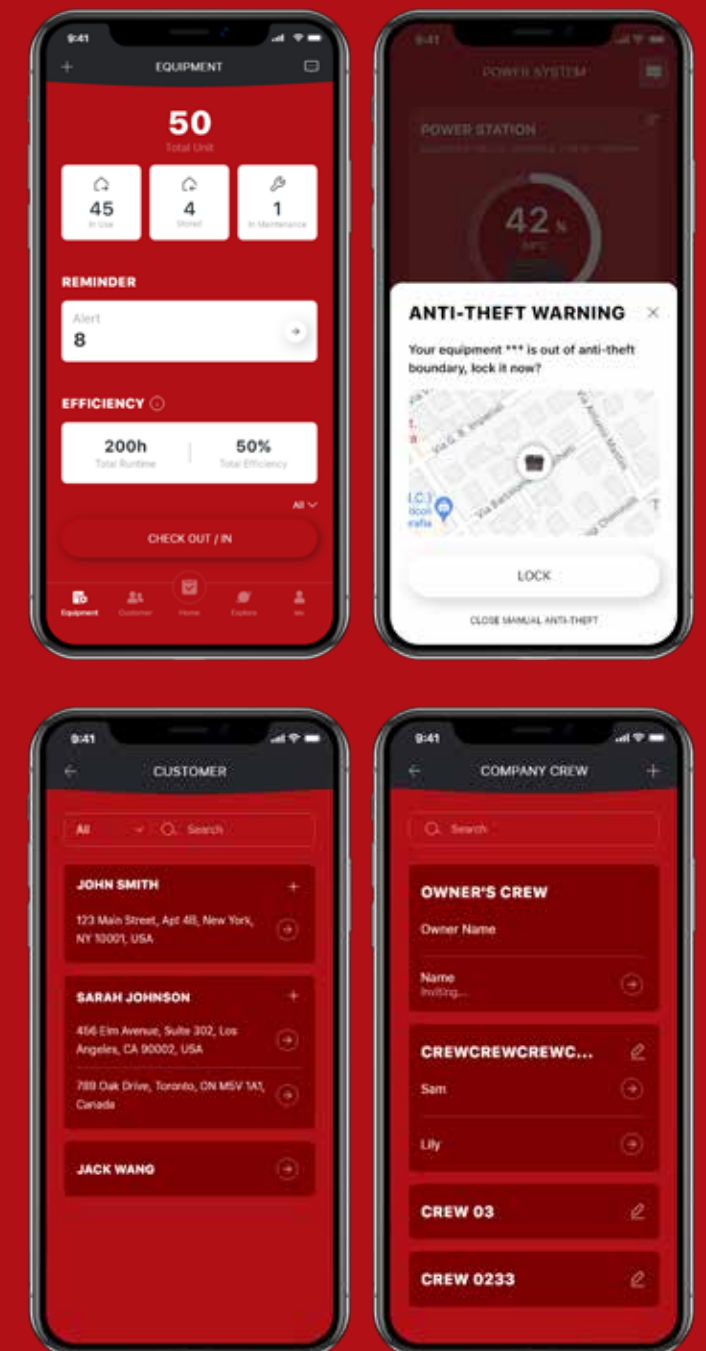 9:41
EQUIPMENT
50
Total Unit
45
In Use
4
Stored
1
In Maintenance
REMINDER
Alert
8
EFFICIENCY
200h
Total Runtime
50%
Total Efficiency
All
CHECK OUT / IN
Equipment
Customer
Home
Explore
Me
9:41
POWER SYSTEM
POWER STATION
42 %
ANTI-THEFT WARNING
Your equipment *** is out of anti-theft
boundary, lock it now?
Via G. B. Imperiali
Via Antonio
LOCK
CLOSE MANUAL ANTI-THEFT
9:41
CUSTOMER
All
Search
JOHN SMITH
123 Main Street, Apt 4B, New York,
NY 10001, USA
SARAH JOHNSON
456 Elm Avenue, Suite 302, Los
Angeles, CA 90002, USA
789 Oak Drive, Toronto, ON M5V 1A1,
Canada
JACK WANG
9:41
COMPANY CREW
Search
OWNER'S CREW
Owner Name
Name
Inviting...
CREWCREWCREWC...
Sam
Lily
CREW 03
CREW 0233